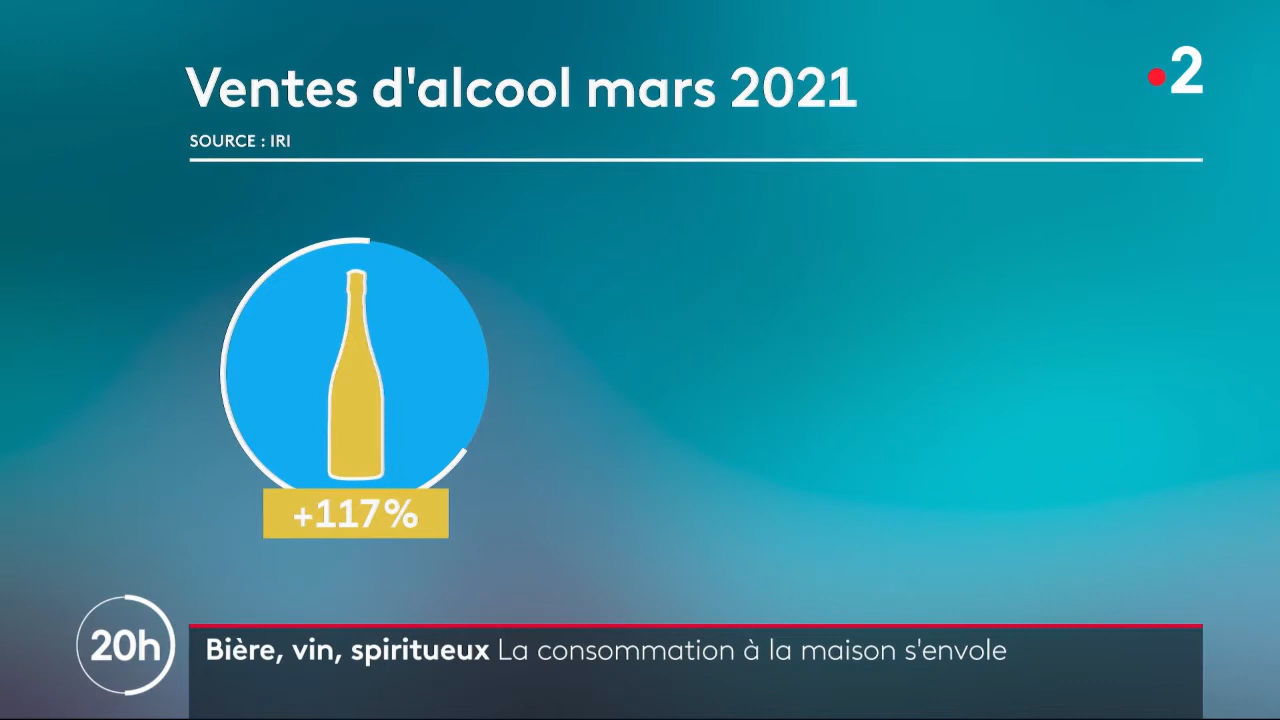 Ventes d'alcool mars 2021
2
SOURCE : IRI
+117%
20h
Bière, vin, spiritueux La consommation à la maison s'envole